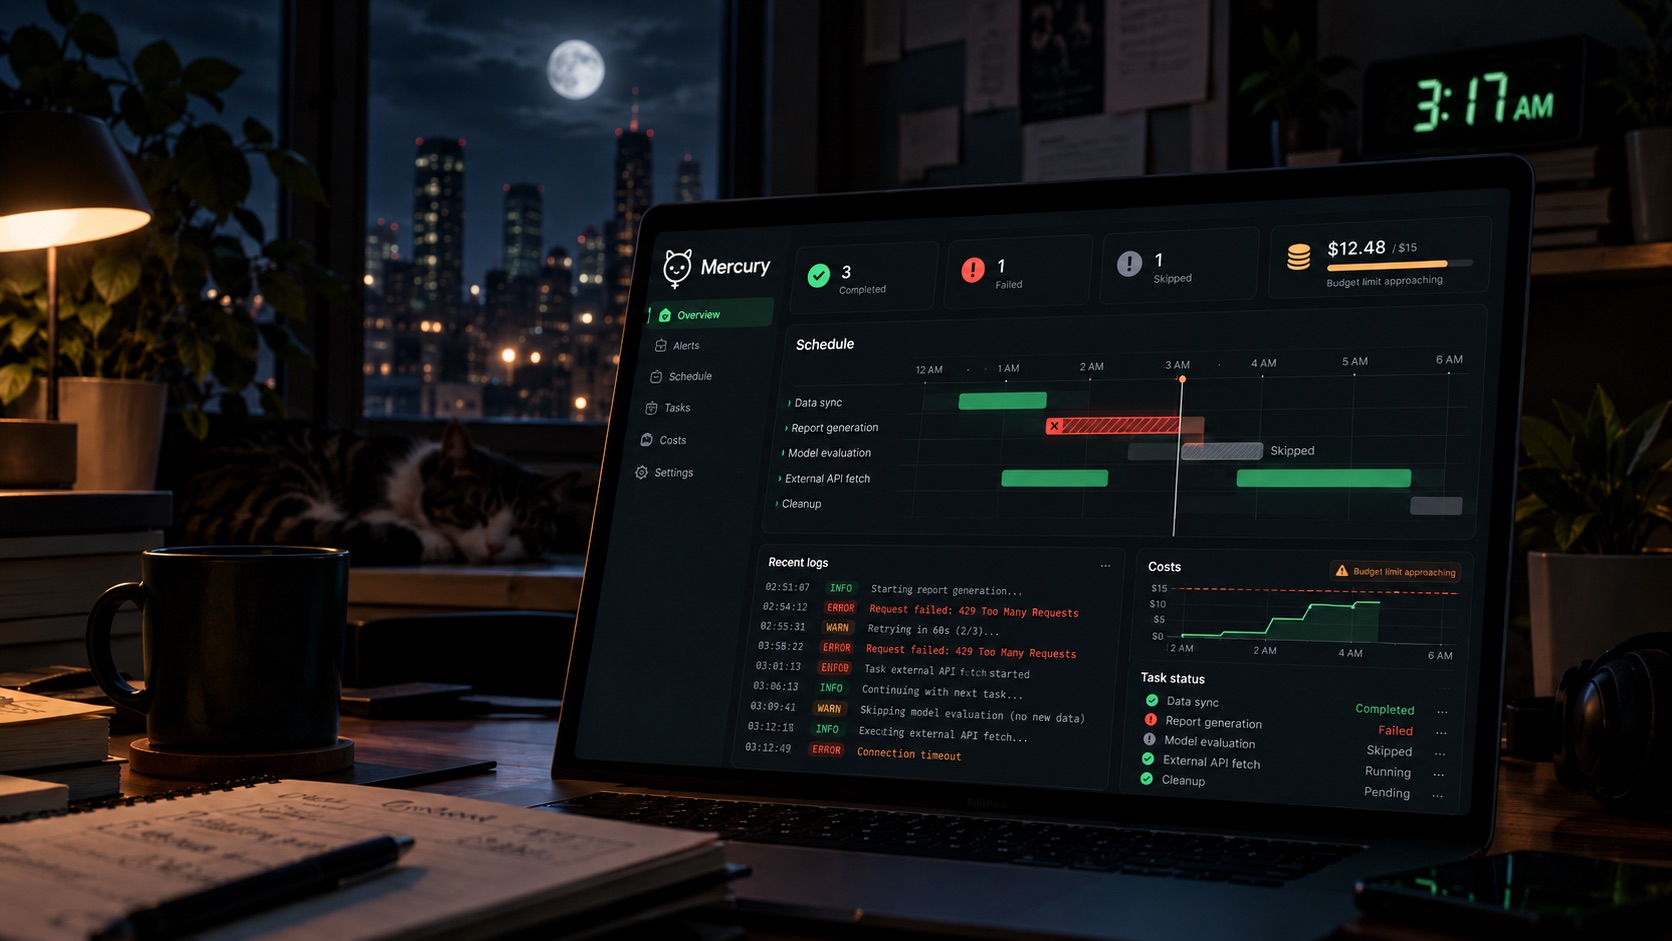 3:17 AM
Mercury
Overview
Alerts
Schedule
Tasks
Costs
Settings
3
Completed
1
Failed
1
Skipped
$12.48 / $15
Budget limit approaching
Schedule
12 AM
1 AM
2 AM
3 AM
4 AM
5 AM
6 AM
Data sync
Report generation
Model evaluation
Skipped
External API fetch
Cleanup
Recent logs
02:51:07 INFO Starting report generation...
02:54:12 ERROR Request failed: 429 Too Many Requests
02:55:31 WARN Retrying in 60s (2/3)...
03:58:22 ERROR Request failed: 429 Too Many Requests
03:01:13 Task external API fetch started
03:06:13 INFO Continuing with next task...
03:09:41 WARN Skipping model evaluation (no new data)
03:12:18 INFO Executing external API fetch...
03:12:49 ERROR Connection timeout
Costs
Budget limit approaching
$15
$10
$5
$0
2 AM
2 AM
4 AM
6 AM
Task status
Data sync Completed
Report generation Failed
Model evaluation Skipped
External API fetch Running
Cleanup Pending